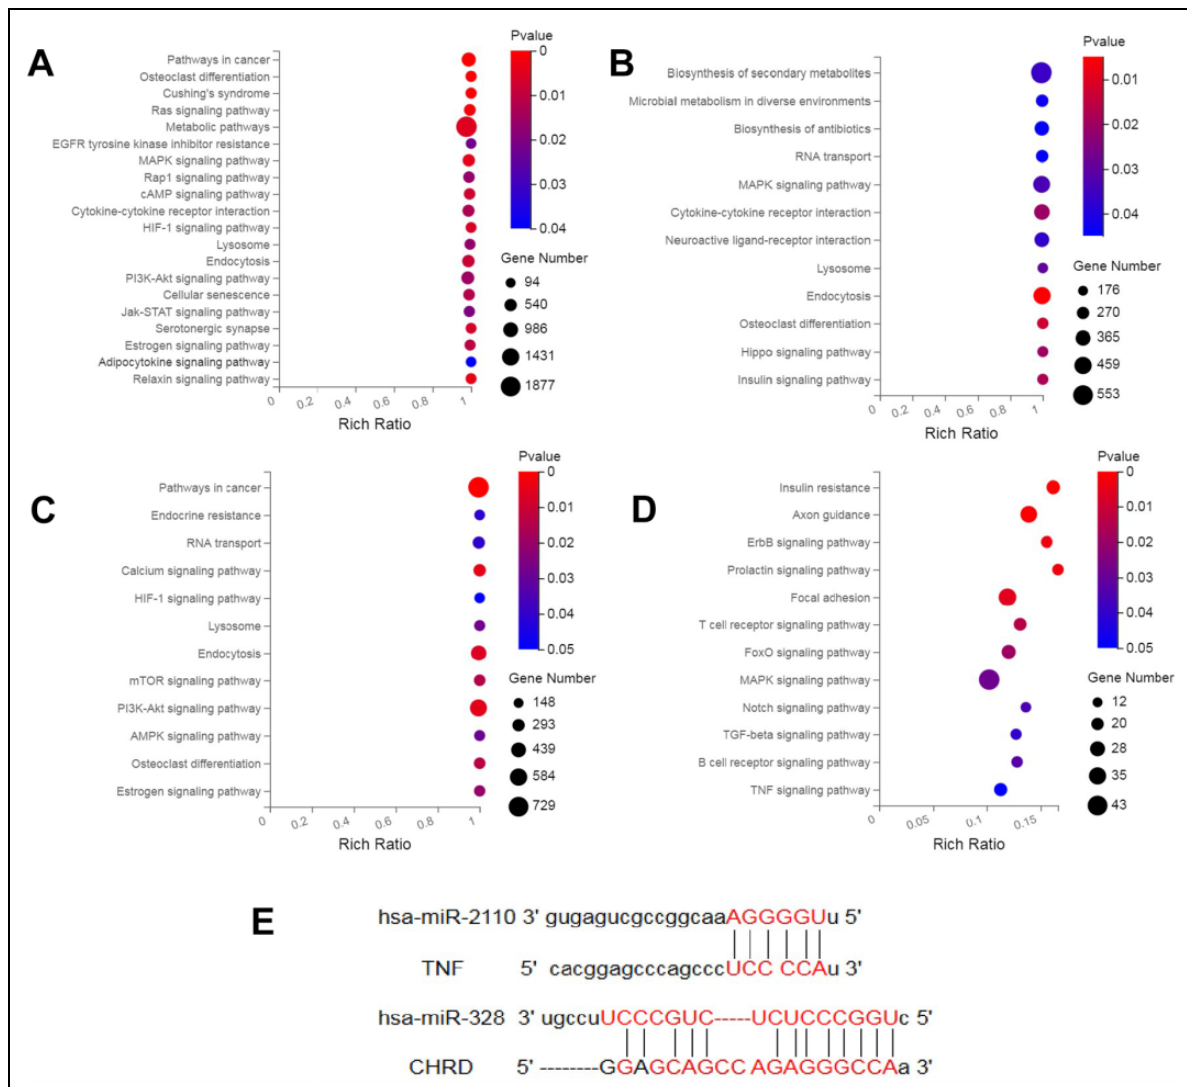 A
Pathways in cancer
Osteoclast differentiation
Cushing's syndrome
Ras signaling pathway
Metabolic pathways
EGFR tyrosine kinase inhibitor resistance
MAPK signaling pathway
Rap1 signaling pathway
cAMP signaling pathway
Cytokine-cytokine receptor interaction
HIF-1 signaling pathway
Lysosome
Endocytosis
PI3K-Akt signaling pathway
Cellular senescence
Jak-STAT signaling pathway
Serotonergic synapse
Estrogen signaling pathway
Adipocytokine signaling pathway
Relaxin signaling pathway
0 0.2 0.4 0.6 0.8 1
Rich Ratio
Pvalue
0
0.01
0.02
0.03
0.04
Gene Number
94
540
986
1431
1877
B
Biosynthesis of secondary metabolites
Microbial metabolism in diverse environments
Biosynthesis of antibiotics
RNA transport
MAPK signaling pathway
Cytokine-cytokine receptor interaction
Neuroactive ligand-receptor interaction
Lysosome
Endocytosis
Osteoclast differentiation
Hippo signaling pathway
Insulin signaling pathway
0 0.2 0.4 0.6 0.8 1
Rich Ratio
Pvalue
0.01
0.02
0.03
0.04
Gene Number
176
270
365
459
553
C
Pathways in cancer
Endocrine resistance
RNA transport
Calcium signaling pathway
HIF-1 signaling pathway
Lysosome
Endocytosis
mTOR signaling pathway
PI3K-Akt signaling pathway
AMPK signaling pathway
Osteoclast differentiation
Estrogen signaling pathway
0 0.2 0.4 0.6 0.8 1
Rich Ratio
Pvalue
0
0.01
0.02
0.03
0.04
0.05
Gene Number
148
293
439
584
729
D
Insulin resistance
Axon guidance
ErbB signaling pathway
Prolactin signaling pathway
Focal adhesion
T cell receptor signaling pathway
FoxO signaling pathway
MAPK signaling pathway
Notch signaling pathway
TGF-beta signaling pathway
B cell receptor signaling pathway
TNF signaling pathway
0 0.05 0.1 0.15
Rich Ratio
Pvalue
0
0.01
0.02
0.03
0.04
0.05
Gene Number
12
20
28
35
43
E
hsa-miR-2110 3' gugagucgccggcaaAGGGGUu 5'
TNF 5' cacggagcccagcccUCC CCAu 3'
hsa-miR-328 3' ugccuUCCCGUC-----UCUCCCGGUc 5'
CHRD 5' --------GGAGCAGCC AGAGGGCCAa 3'